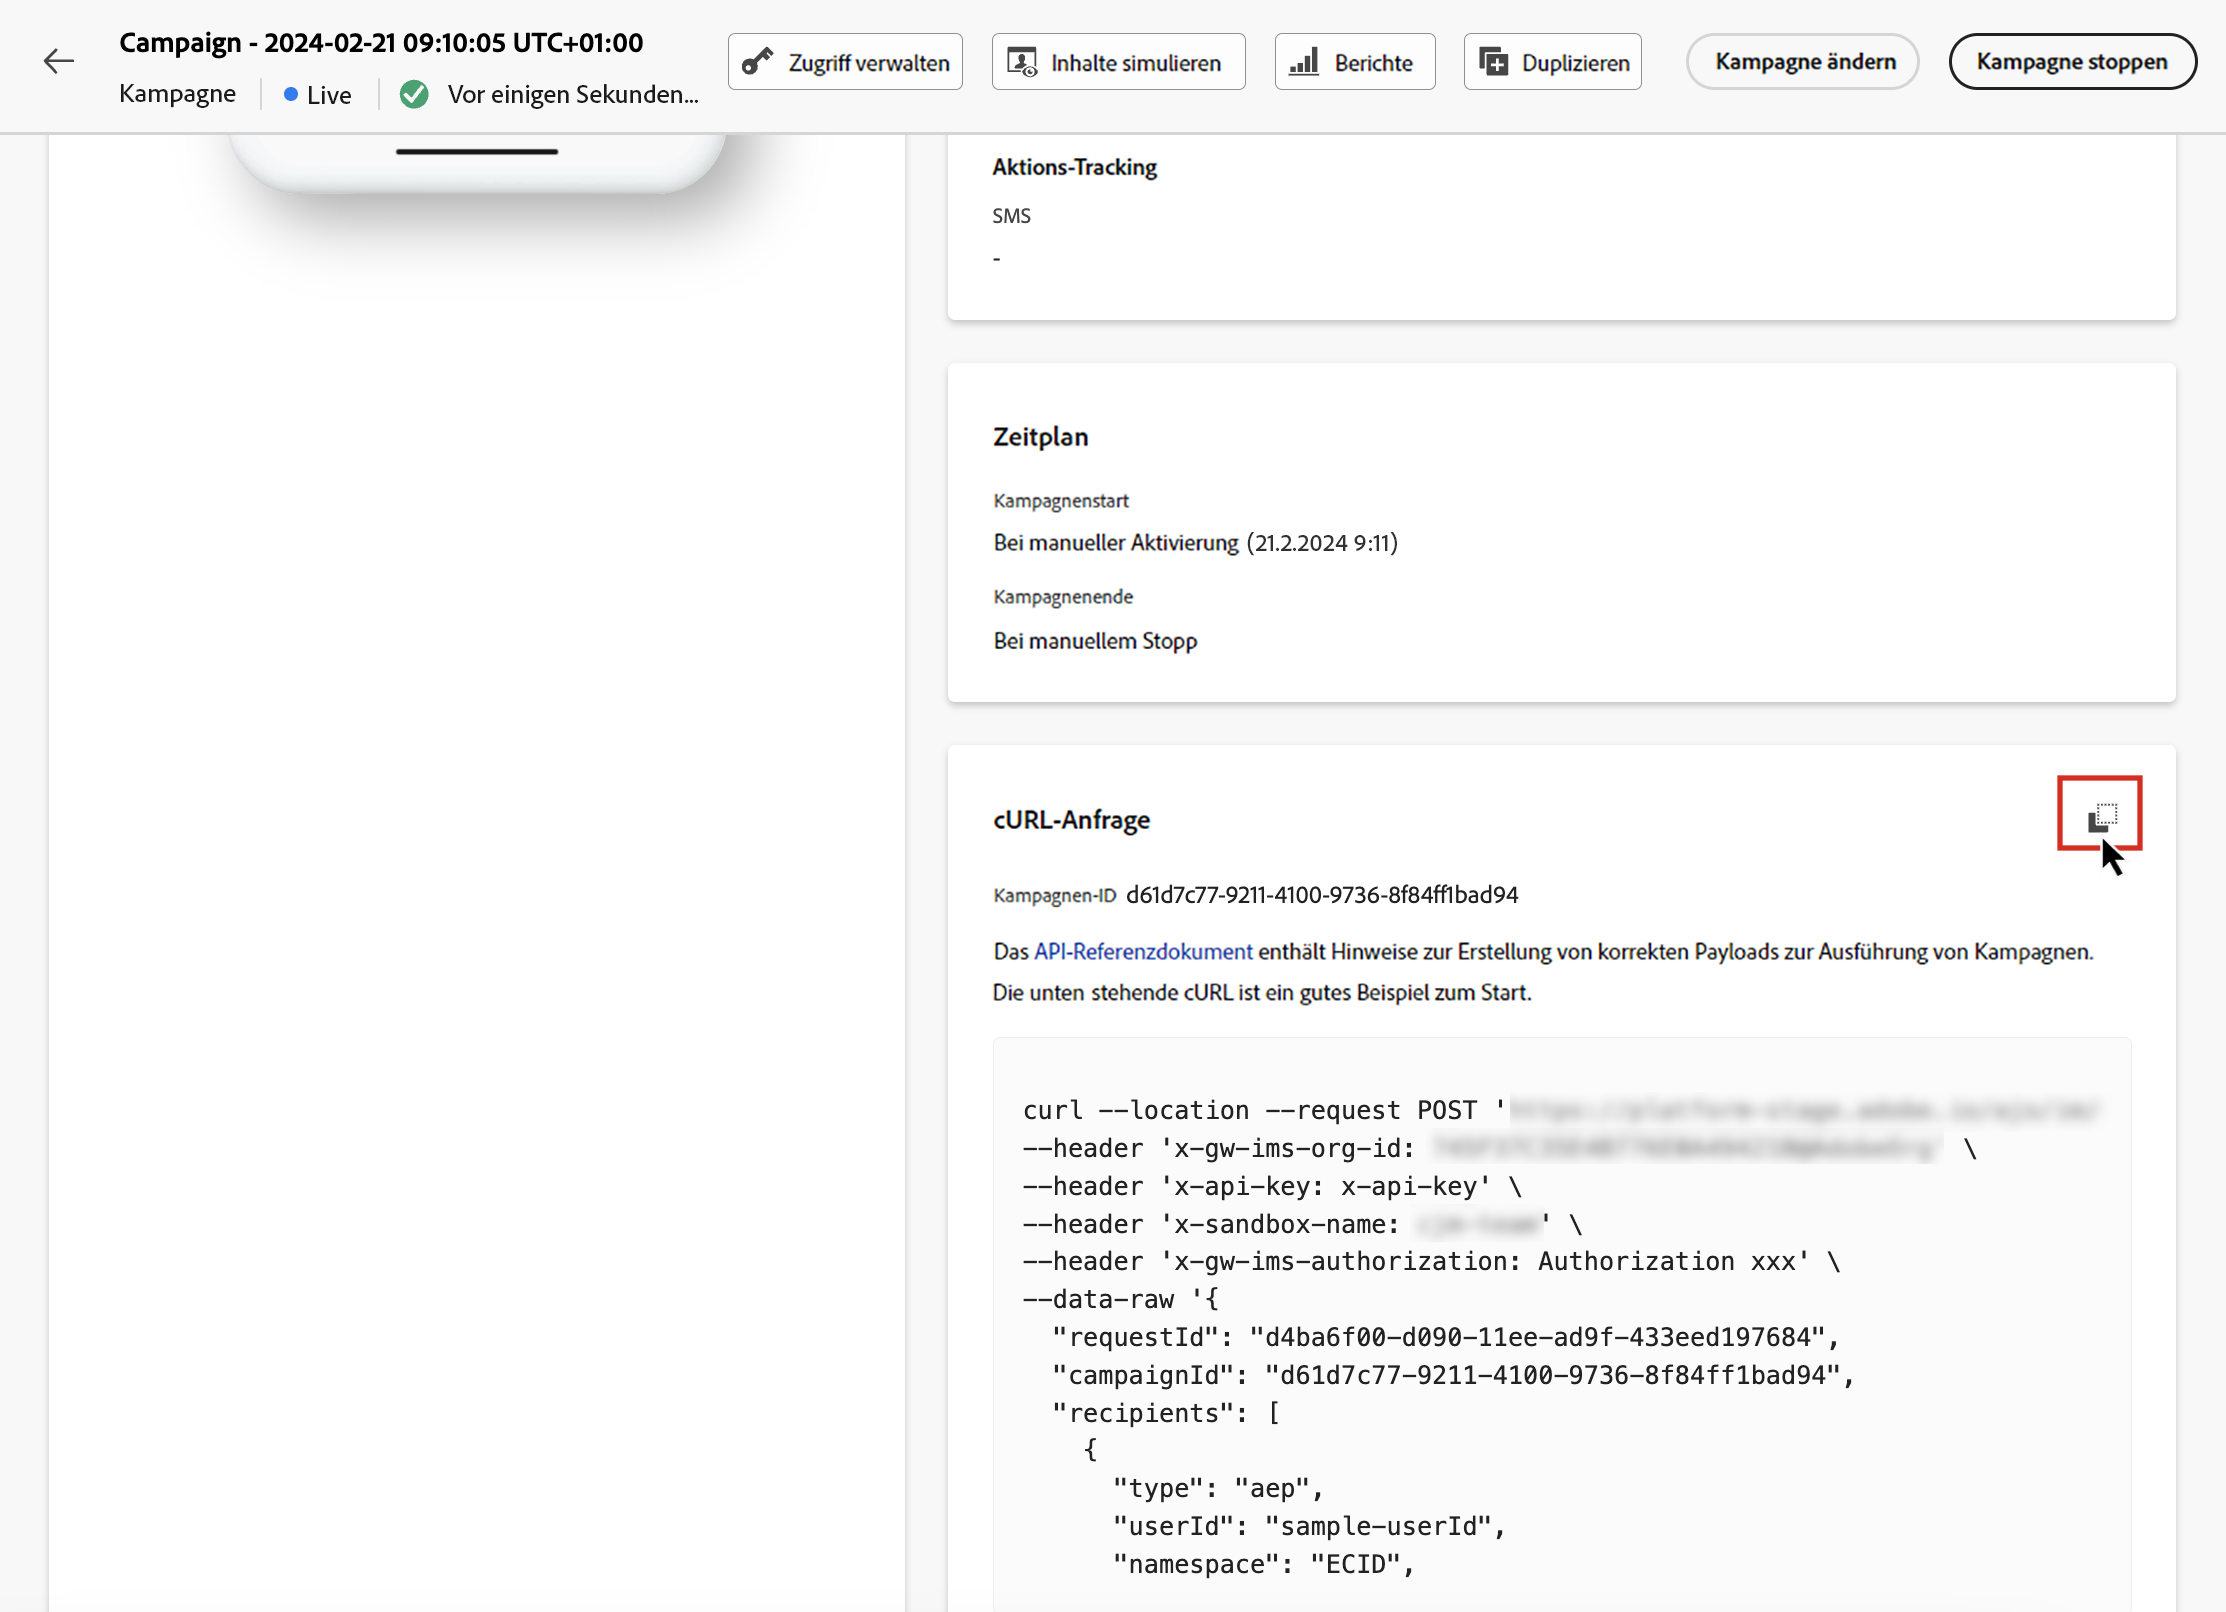 Campaign - 2024-02-21 09:10:05 UTC+01:00
Kampagne
Live
Vor einigen Sekunden...
Zugriff verwalten
Inhalte simulieren
Berichte
Duplizieren
Kampagne ändern
Kampagne stoppen
Aktions-Tracking
SMS
-
Zeitplan
Kampagnenstart
Bei manueller Aktivierung (21.2.2024 9:11)
Kampagnenende
Bei manuellem Stopp
cURL-Anfrage
Kampagnen-ID d61d7c77-9211-4100-9736-8f84ff1bad94
Das API-Referenzdokument enthält Hinweise zur Erstellung von korrekten Payloads zur Ausführung von Kampagnen.
Die unten stehende cURL ist ein gutes Beispiel zum Start.
curl --location --request POST '
--header 'x-gw-ims-org-id: \
--header 'x-api-key: x-api-key' \
--header 'x-sandbox-name: ' \
--header 'x-gw-ims-authorization: Authorization xxx' \
--data-raw '{
"requestId": "d4ba6f00-d090-11ee-ad9f-433eed197684",
"campaignId": "d61d7c77-9211-4100-9736-8f84ff1bad94",
"recipients": [
{
"type": "aep",
"userId": "sample-userId",
"namespace": "ECID",